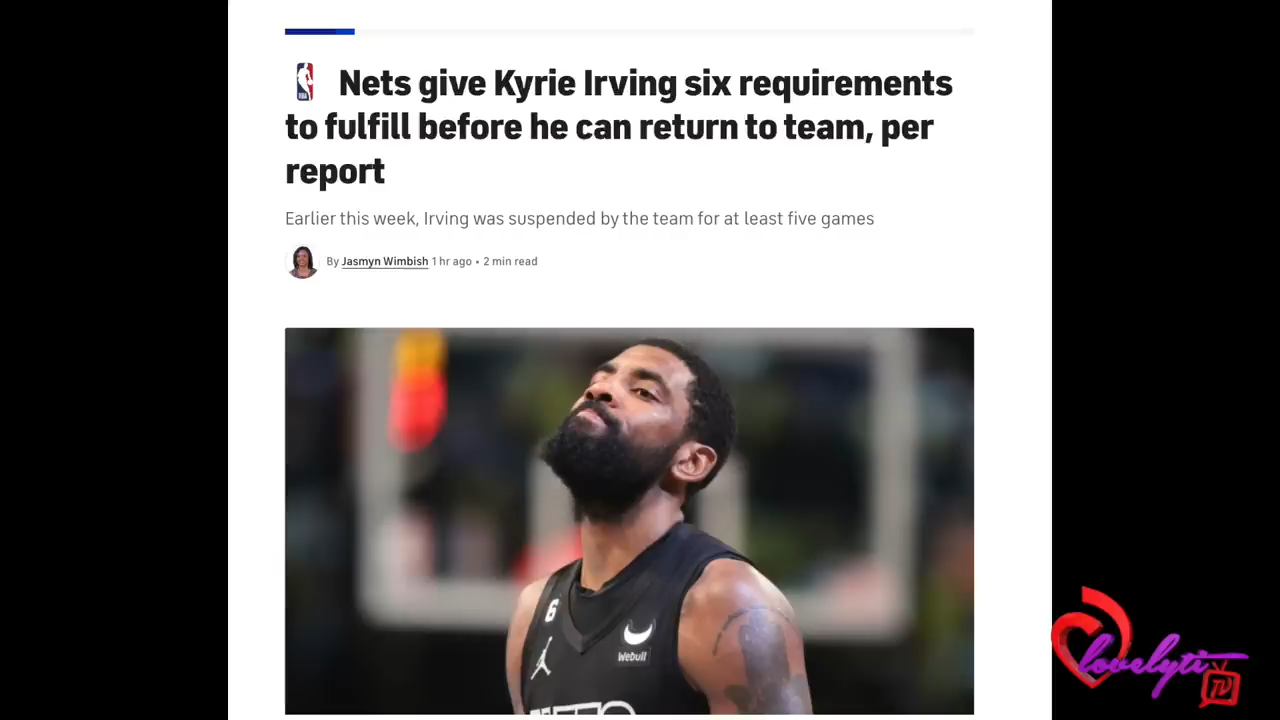 Nets give Kyrie Irving six requirements
to fulfill before he can return to team, per
report
Earlier this week, Irving was suspended by the team for at least five games
By Jasmyn Wimbish 1 hr ago • 2 min read
6
Webull
lovelyti
TV